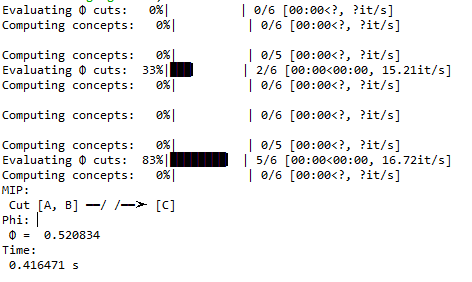 Evaluating Φ cuts:   0%|          | 0/6 [00:00<?, ?it/s]
Computing concepts:   0%|          | 0/6 [00:00<?, ?it/s]
Computing concepts:   0%|          | 0/5 [00:00<?, ?it/s]
Evaluating Φ cuts:  33%|███       | 2/6 [00:00<00:00, 15.21it/s]
Computing concepts:   0%|          | 0/6 [00:00<?, ?it/s]
Computing concepts:   0%|          | 0/6 [00:00<?, ?it/s]
Computing concepts:   0%|          | 0/5 [00:00<?, ?it/s]
Evaluating Φ cuts:  83%|████████  | 5/6 [00:00<00:00, 16.72it/s]
Computing concepts:   0%|          | 0/6 [00:00<?, ?it/s]
MIP:
Cut [A, B] ──/ /──➤ [C]
Phi:
Φ =  0.520834
Time:
0.416471 s